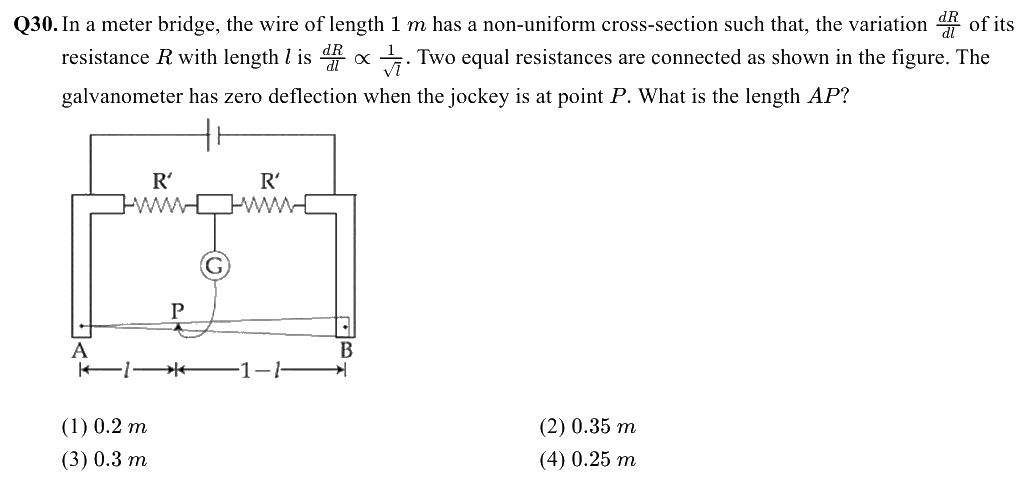 Q30. In a meter bridge, the wire of length 1 m has a non-uniform cross-section such that, the variation dR/dl of its
resistance R with length l is dR/dl ∝ 1/√l. Two equal resistances are connected as shown in the figure. The
galvanometer has zero deflection when the jockey is at point P. What is the length AP?
R′ R′
G
P
A B
l 1−l
(1) 0.2 m (2) 0.35 m
(3) 0.3 m (4) 0.25 m